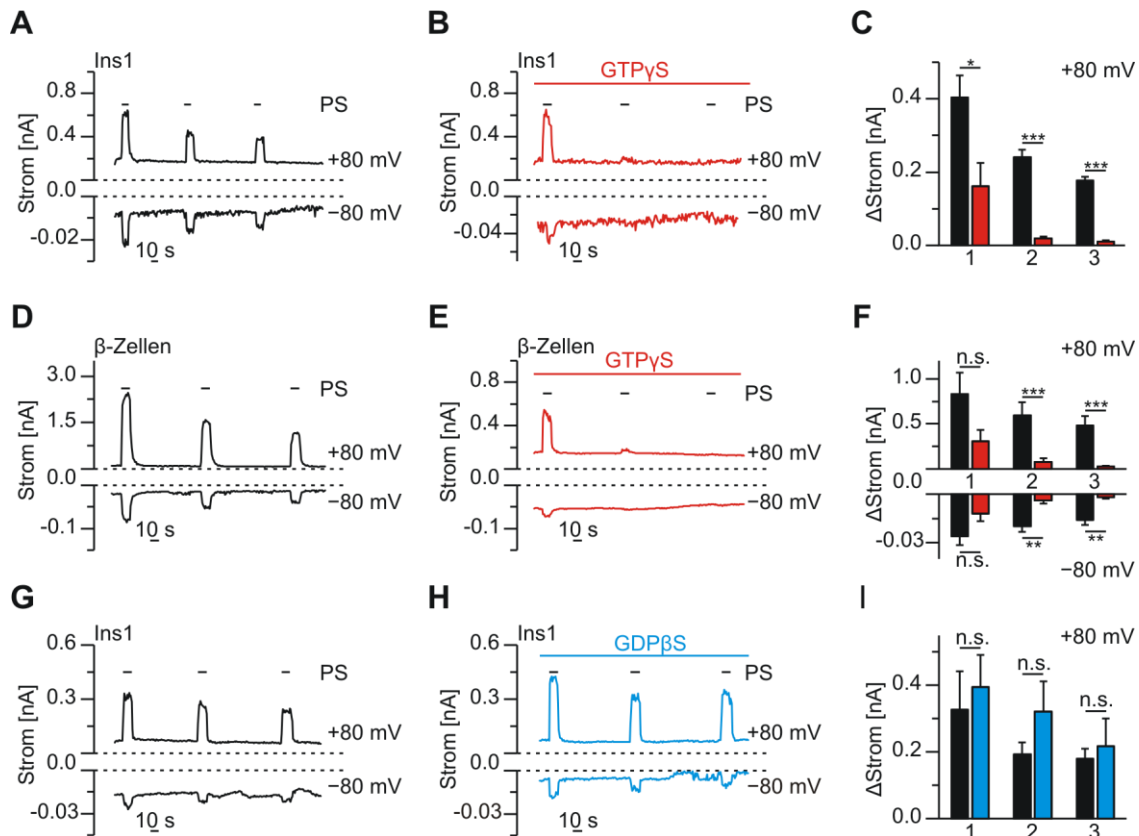 A
Ins1
0.8
0.4
0.0
-0.02
Strom [nA]
PS
+80 mV
−80 mV
10 s
B
Ins1
GTPγS
0.8
0.4
0.0
-0.04
Strom [nA]
PS
+80 mV
−80 mV
10 s
C
+80 mV
0.4
0.2
0.0
ΔStrom [nA]
* *** ***
1 2 3
D
β-Zellen
3.0
1.5
0.0
-0.1
Strom [nA]
PS
+80 mV
−80 mV
10 s
E
β-Zellen
GTPγS
0.8
0.4
0.0
-0.1
Strom [nA]
PS
+80 mV
−80 mV
10 s
F
+80 mV
n.s. *** ***
1.0
0.5
0.0
ΔStrom [nA]
1 2 3
-0.03
ΔStrom [nA]
n.s. ** **
−80 mV
G
Ins1
0.6
0.3
0.0
-0.03
Strom [nA]
PS
+80 mV
−80 mV
10 s
H
Ins1
GDPβS
0.6
0.3
0.0
-0.03
Strom [nA]
PS
+80 mV
−80 mV
10 s
I
+80 mV
n.s. n.s. n.s.
0.4
0.2
0.0
ΔStrom [nA]
1 2 3